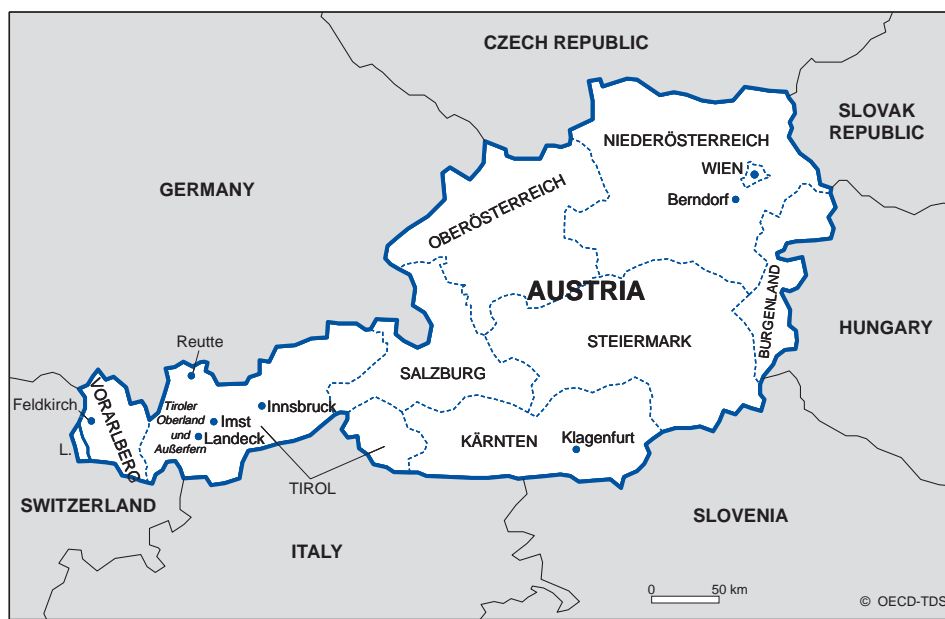 CZECH REPUBLIC
SLOVAK
REPUBLIC
NIEDERÖSTERREICH
WIEN
GERMANY
Berndorf
OBERÖSTERREICH
AUSTRIA
BURGENLAND
HUNGARY
STEIERMARK
Reutte
SALZBURG
VORARLBERG
Feldkirch
Tiroler
Oberland
und
Außerfern
Innsbruck
Imst
Landeck
KÄRNTEN
Klagenfurt
L.
TIROL
SWITZERLAND
SLOVENIA
ITALY
0 50 km
© OECD-TDS